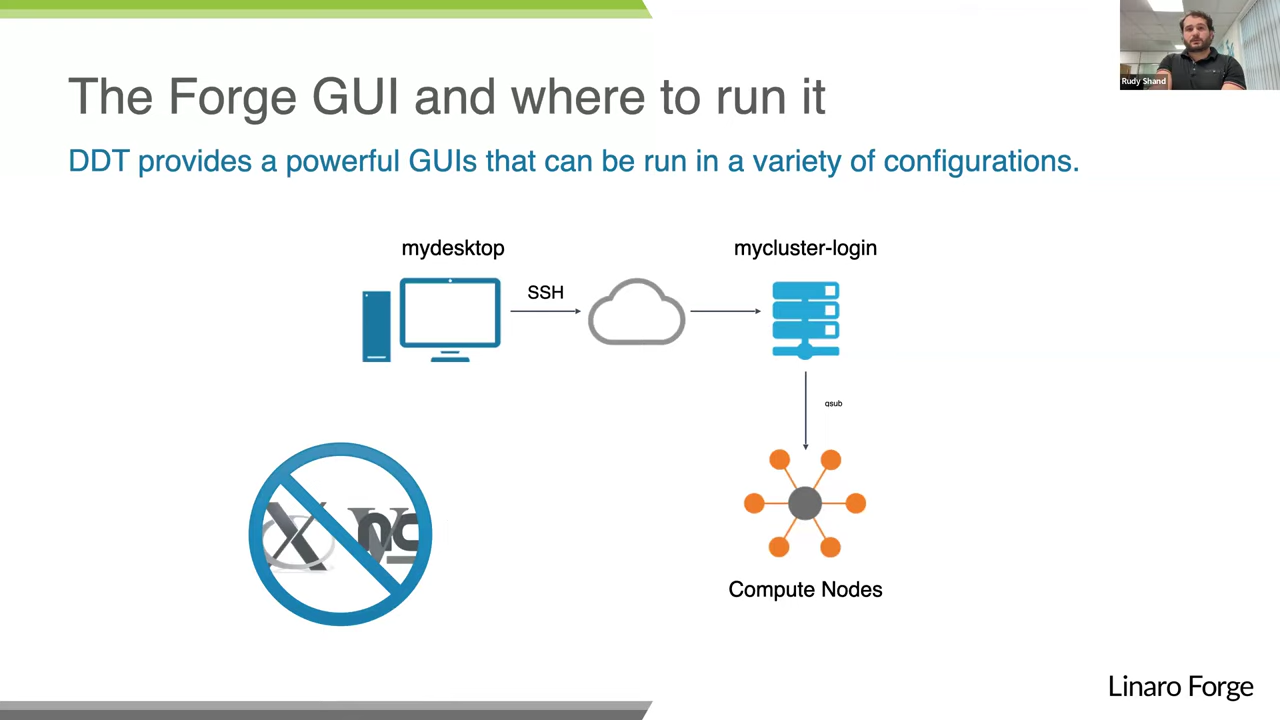 Rudy Shand
The Forge GUI and where to run it
DDT provides a powerful GUIs that can be run in a variety of configurations.
mydesktop
mycluster-login
SSH
qsub
X
Compute Nodes
Linaro Forge